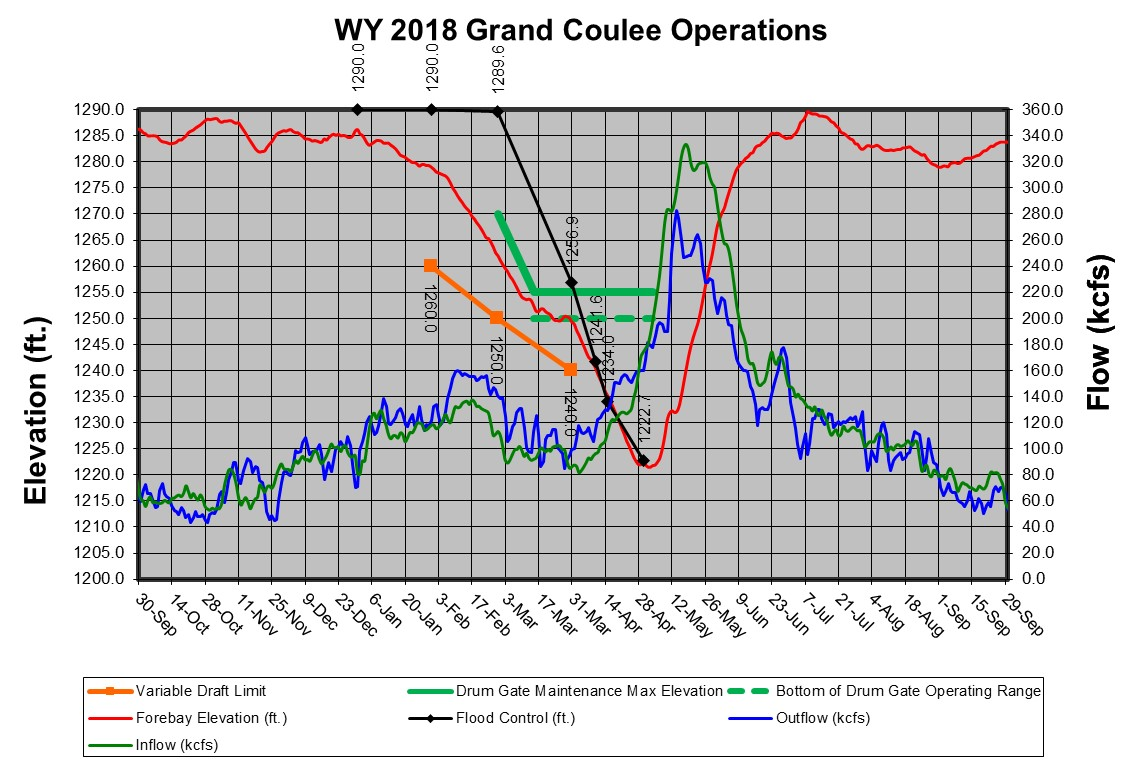 WY 2018 Grand Coulee Operations
1290.0
1290.0
1289.6
1290.0
1285.0
1280.0
1275.0
1270.0
1265.0
1260.0
1255.0
1250.0
1245.0
1240.0
1235.0
1230.0
1225.0
1220.0
1215.0
1210.0
1205.0
1200.0
Elevation (ft.)
1256.9
1241.6
1234.0
1222.7
1260.0
1250.0
1240.0
360.0
340.0
320.0
300.0
280.0
260.0
240.0
220.0
200.0
180.0
160.0
140.0
120.0
100.0
80.0
60.0
40.0
20.0
0.0
Flow (kcfs)
30-Sep
14-Oct
28-Oct
11-Nov
25-Nov
9-Dec
23-Dec
6-Jan
20-Jan
3-Feb
17-Feb
3-Mar
17-Mar
31-Mar
14-Apr
28-Apr
12-May
26-May
9-Jun
23-Jun
7-Jul
21-Jul
4-Aug
18-Aug
1-Sep
15-Sep
29-Sep
Variable Draft Limit
Drum Gate Maintenance Max Elevation
Bottom of Drum Gate Operating Range
Forebay Elevation (ft.)
Flood Control (ft.)
Outflow (kcfs)
Inflow (kcfs)